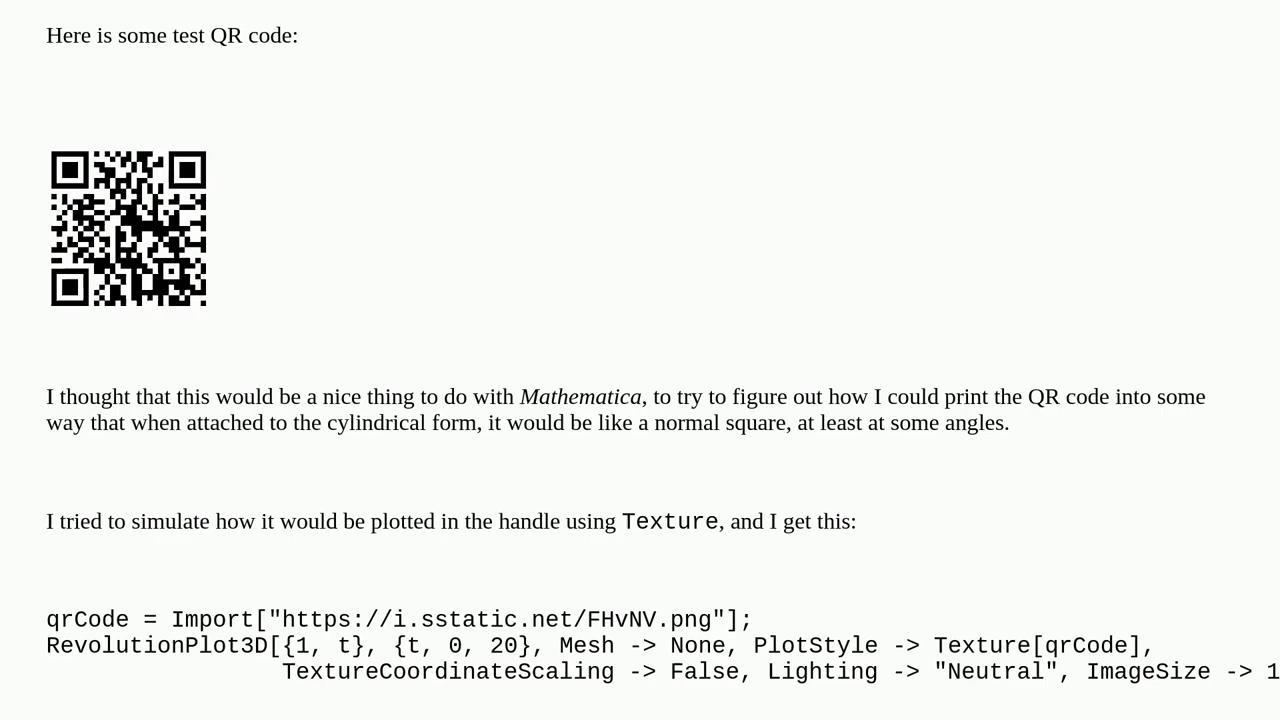 Here is some test QR code:
I thought that this would be a nice thing to do with Mathematica, to try to figure out how I could print the QR code into some
way that when attached to the cylindrical form, it would be like a normal square, at least at some angles.
I tried to simulate how it would be plotted in the handle using Texture, and I get this:
qrCode = Import["https://i.sstatic.net/FHvNV.png"];
RevolutionPlot3D[{1, t}, {t, 0, 20}, Mesh -> None, PlotStyle -> Texture[qrCode],
TextureCoordinateScaling -> False, Lighting -> "Neutral", ImageSize -> 1